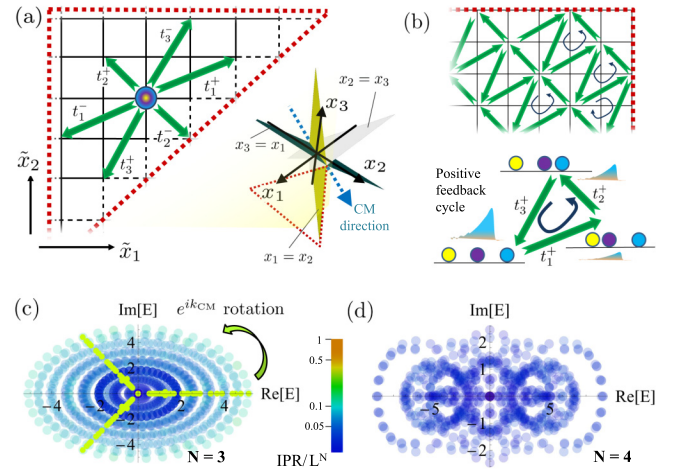 (a)
t₃⁻
t₂⁺
t₁⁺
t₁⁻
t₂⁻
t₃⁺
x̃₂
x̃₁
x₂ = x₃
x₃
x₃ = x₁
x₂
x₁
CM
direction
x₁ = x₂
(b)
Positive
feedback
cycle
t₃⁺
t₂⁺
t₁⁺
(c)
Im[E]
e^{ik_CM} rotation
4
2
-4
-2
2
4
Re[E]
-2
-4
N = 3
1
0.5
0.1
0.05
IPR/L^N
(d)
Im[E]
2
1
-5
5
Re[E]
-1
-2
N = 4